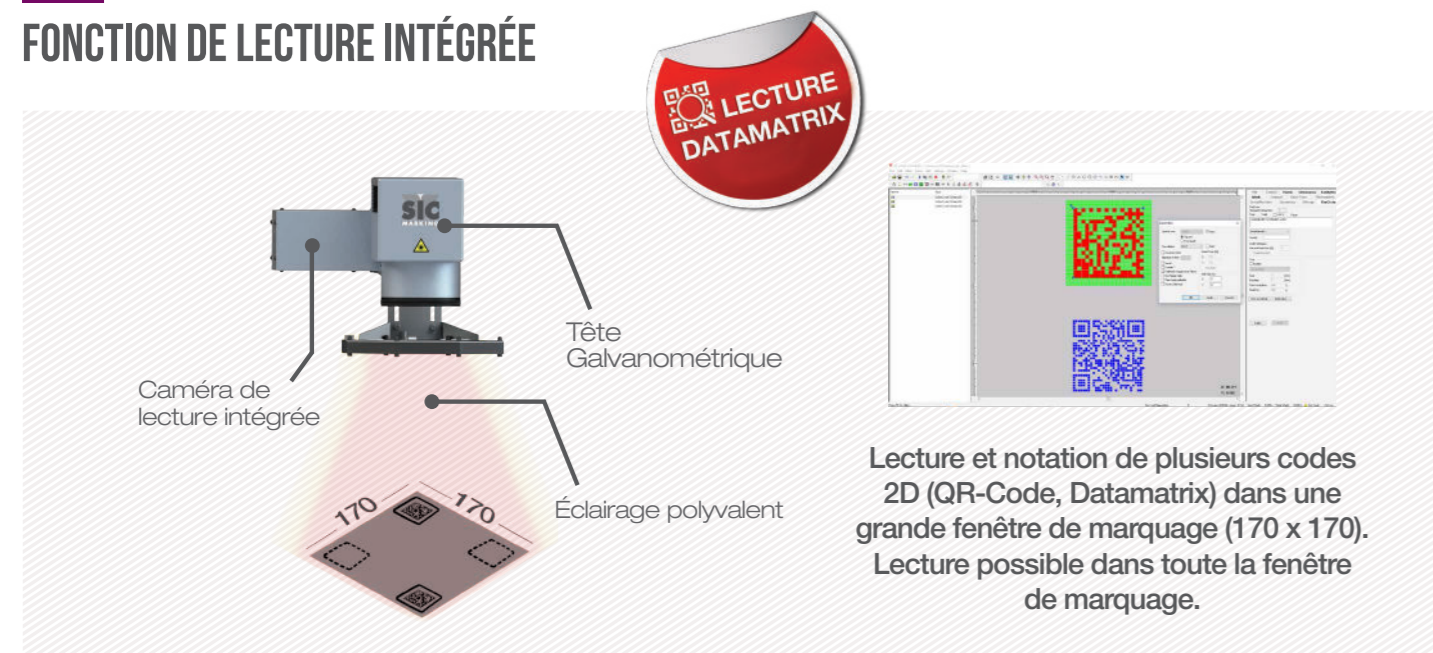 FONCTION DE LECTURE INTÉGRÉE
LECTURE
DATAMATRIX
SIC
MARKING
Tête
Galvanométrique
Caméra de
lecture intégrée
170
170
Éclairage polyvalent
Lecture et notation de plusieurs codes
2D (QR-Code, Datamatrix) dans une
grande fenêtre de marquage (170 x 170).
Lecture possible dans toute la fenêtre
de marquage.